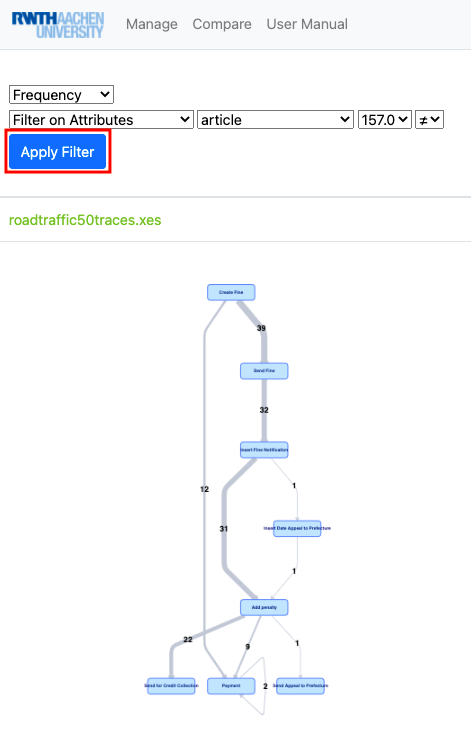 RWTHAACHEN
UNIVERSITY
Manage Compare User Manual
Frequency
Filter on Attributes article 157.0 ≠
Apply Filter
roadtraffic50traces.xes
Create Fine
39
Send Fine
32
Insert Fine Notification
12
1
31
Insert Date Appeal to Prefecture
1
Add penalty
22
9
1
Send for Credit Collection
Payment
2
Send Appeal to Prefecture